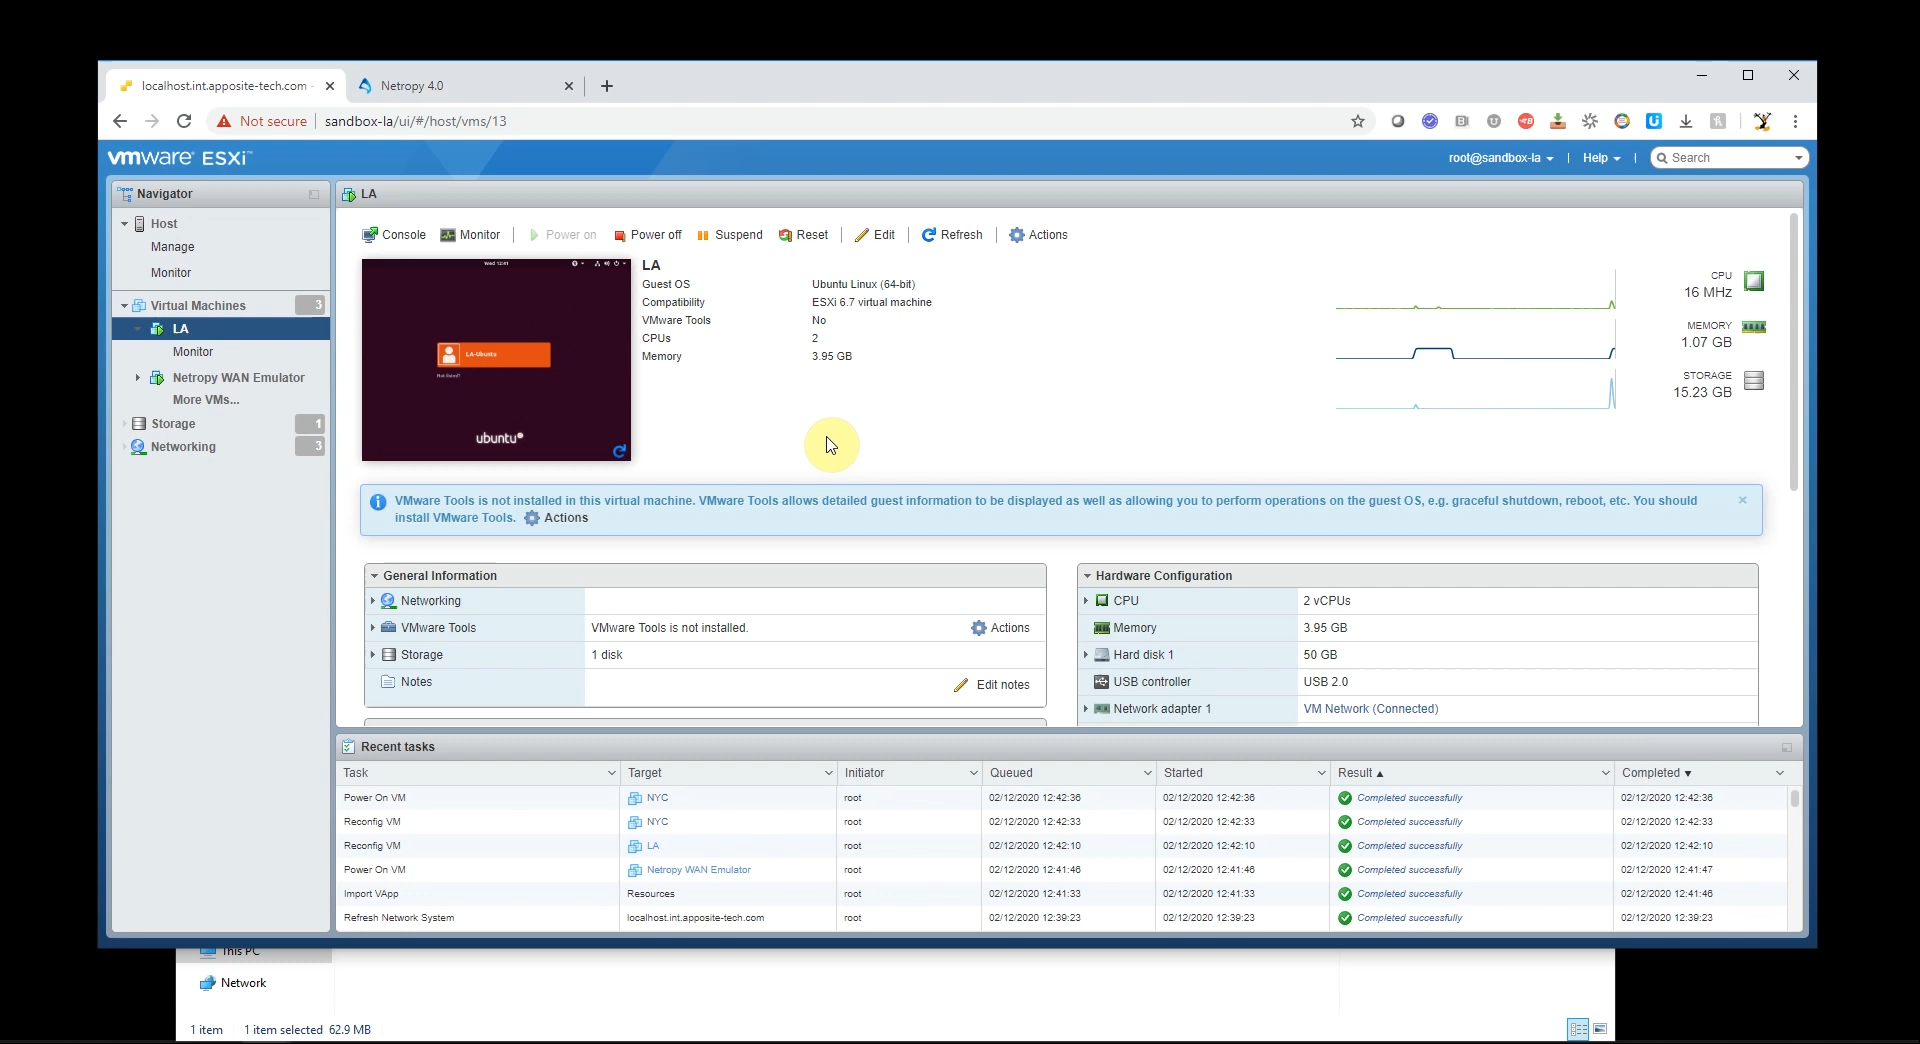 localhost.int.apposite-tech.com -
Netropy 4.0
Not secure
sandbox-la/ui/#/host/vms/13
vmware ESXi™
root@sandbox-la
Help
Search
Navigator
LA
Host
Manage
Monitor
Virtual Machines
3
LA
Monitor
Netropy WAN Emulator
More VMs...
Storage
1
Networking
3
Console
Monitor
Power on
Power off
Suspend
Reset
Edit
Refresh
Actions
Wed 12:41
LA-Ubuntu
Not listed?
ubuntu
LA
Guest OS Ubuntu Linux (64-bit)
Compatibility ESXi 6.7 virtual machine
VMware Tools No
CPUs 2
Memory 3.95 GB
CPU
16 MHz
MEMORY
1.07 GB
STORAGE
15.23 GB
VMware Tools is not installed in this virtual machine. VMware Tools allows detailed guest information to be displayed as well as allowing you to perform operations on the guest OS, e.g. graceful shutdown, reboot, etc. You should
install VMware Tools. Actions
General Information
Networking
VMware Tools VMware Tools is not installed. Actions
Storage 1 disk
Notes Edit notes
Hardware Configuration
CPU 2 vCPUs
Memory 3.95 GB
Hard disk 1 50 GB
USB controller USB 2.0
Network adapter 1 VM Network (Connected)
Recent tasks
Task Target Initiator Queued Started Result ▲ Completed ▼
Power On VM NYC root 02/12/2020 12:42:36 02/12/2020 12:42:36 Completed successfully 02/12/2020 12:42:36
Reconfig VM NYC root 02/12/2020 12:42:33 02/12/2020 12:42:33 Completed successfully 02/12/2020 12:42:33
Reconfig VM LA root 02/12/2020 12:42:10 02/12/2020 12:42:10 Completed successfully 02/12/2020 12:42:10
Power On VM Netropy WAN Emulator root 02/12/2020 12:41:46 02/12/2020 12:41:46 Completed successfully 02/12/2020 12:41:47
Import VApp Resources root 02/12/2020 12:41:33 02/12/2020 12:41:33 Completed successfully 02/12/2020 12:41:46
Refresh Network System localhost.int.apposite-tech.com root 02/12/2020 12:39:23 02/12/2020 12:39:23 Completed successfully 02/12/2020 12:39:23
This PC
Network
1 item 1 item selected 62.9 MB